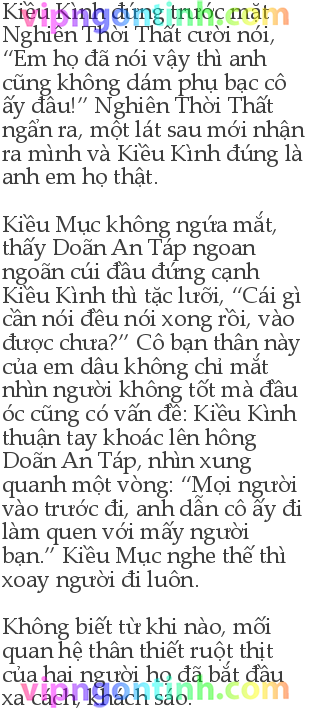 Kiều Kình đứng trước mặt
Nghiên Thời Thất cười nói,
“Em họ đã nói vậy thì anh
cũng không dám phụ bạc cô
ấy đâu!” Nghiên Thời Thất
ngẩn ra, một lát sau mới nhận
ra mình và Kiều Kình đúng là
anh em họ thật.

Kiều Mục không ngứa mắt,
thấy Doãn An Táp ngoan
ngoãn cúi đầu đứng cạnh
Kiều Kình thì tặc lưỡi, “Cái gì
cần nói đều nói xong rồi, vào
được chưa?” Cô bạn thân này
của em dâu không chỉ mắt
nhìn người không tốt mà đầu
óc cũng có vấn đề: Kiều Kình
thuận tay khoác lên hông
Doãn An Táp, nhìn xung
quanh một vòng: “Mọi người
vào trước đi, anh dẫn cô ấy đi
làm quen với mấy người
bạn.” Kiều Mục nghe thế thì
xoay người đi luôn.

Không biết từ khi nào, mối
quan hệ thân thiết ruột thịt
của hai người họ đã bắt đầu
xa cách, khách sáo.
vipngontinh.com
vipngontinh.com